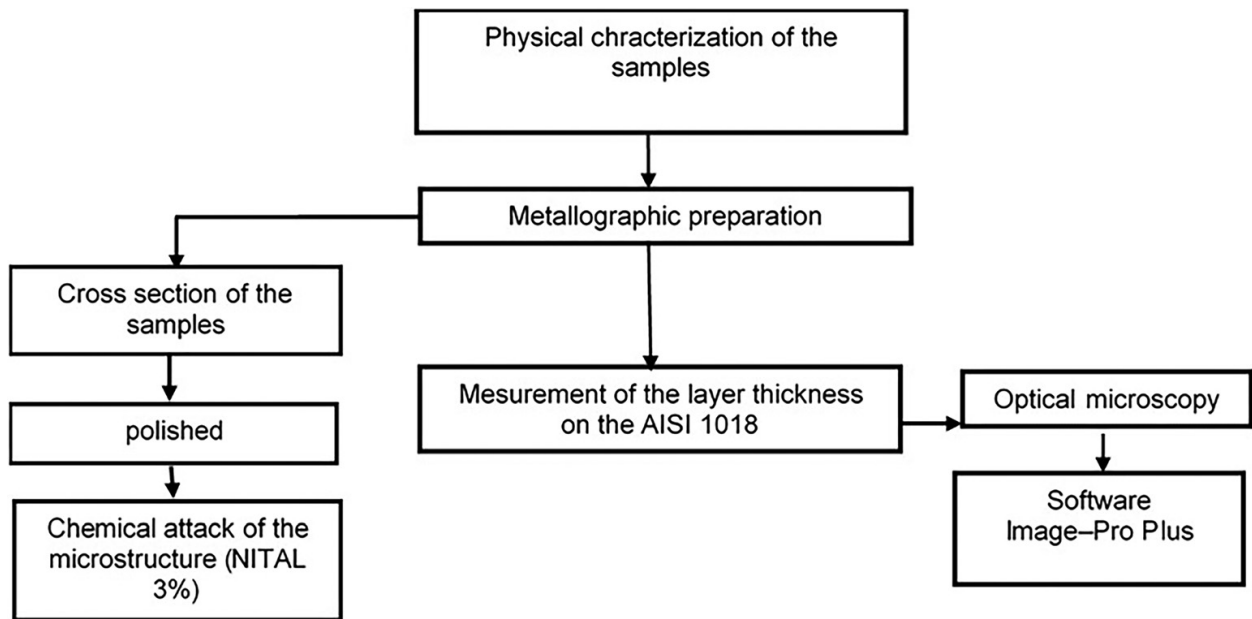 Physical chracterization of the
samples
Metallographic preparation
Cross section of the
samples
polished
Chemical attack of the
microstructure (NITAL
3%)
Mesurement of the layer thickness
on the AISI 1018
Optical microscopy
Software
Image–Pro Plus